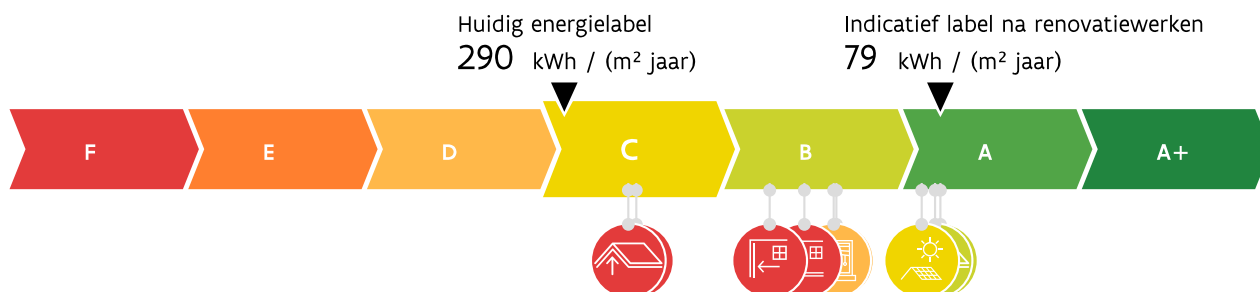 Huidig energielabel
290 kWh / (m² jaar)
Indicatief label na renovatiewerken
79 kWh / (m² jaar)
F E D C B A A+